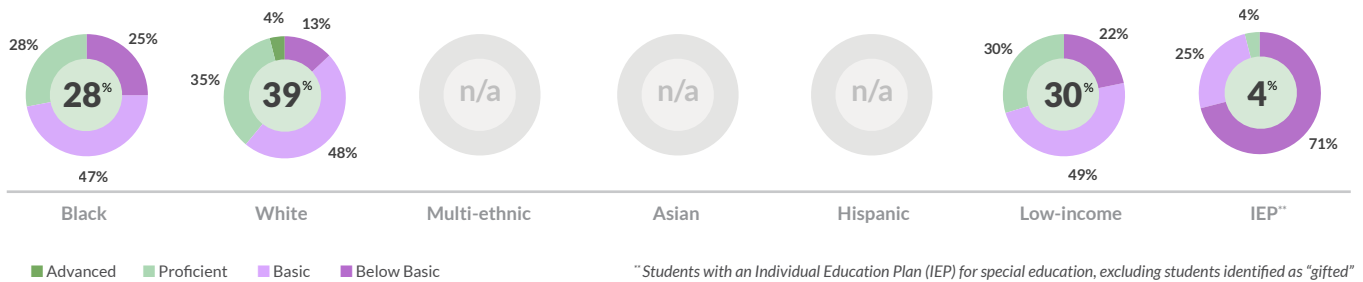 4% 13% 4%
28% 25% 30% 22%
35% 25%
28% 39% n/a n/a n/a 30% 4%
48% 71%
47% 49%
Black White Multi-ethnic Asian Hispanic Low-income IEP**
Advanced Proficient Basic Below Basic **Students with an Individual Education Plan (IEP) for special education, excluding students identified as “gifted”